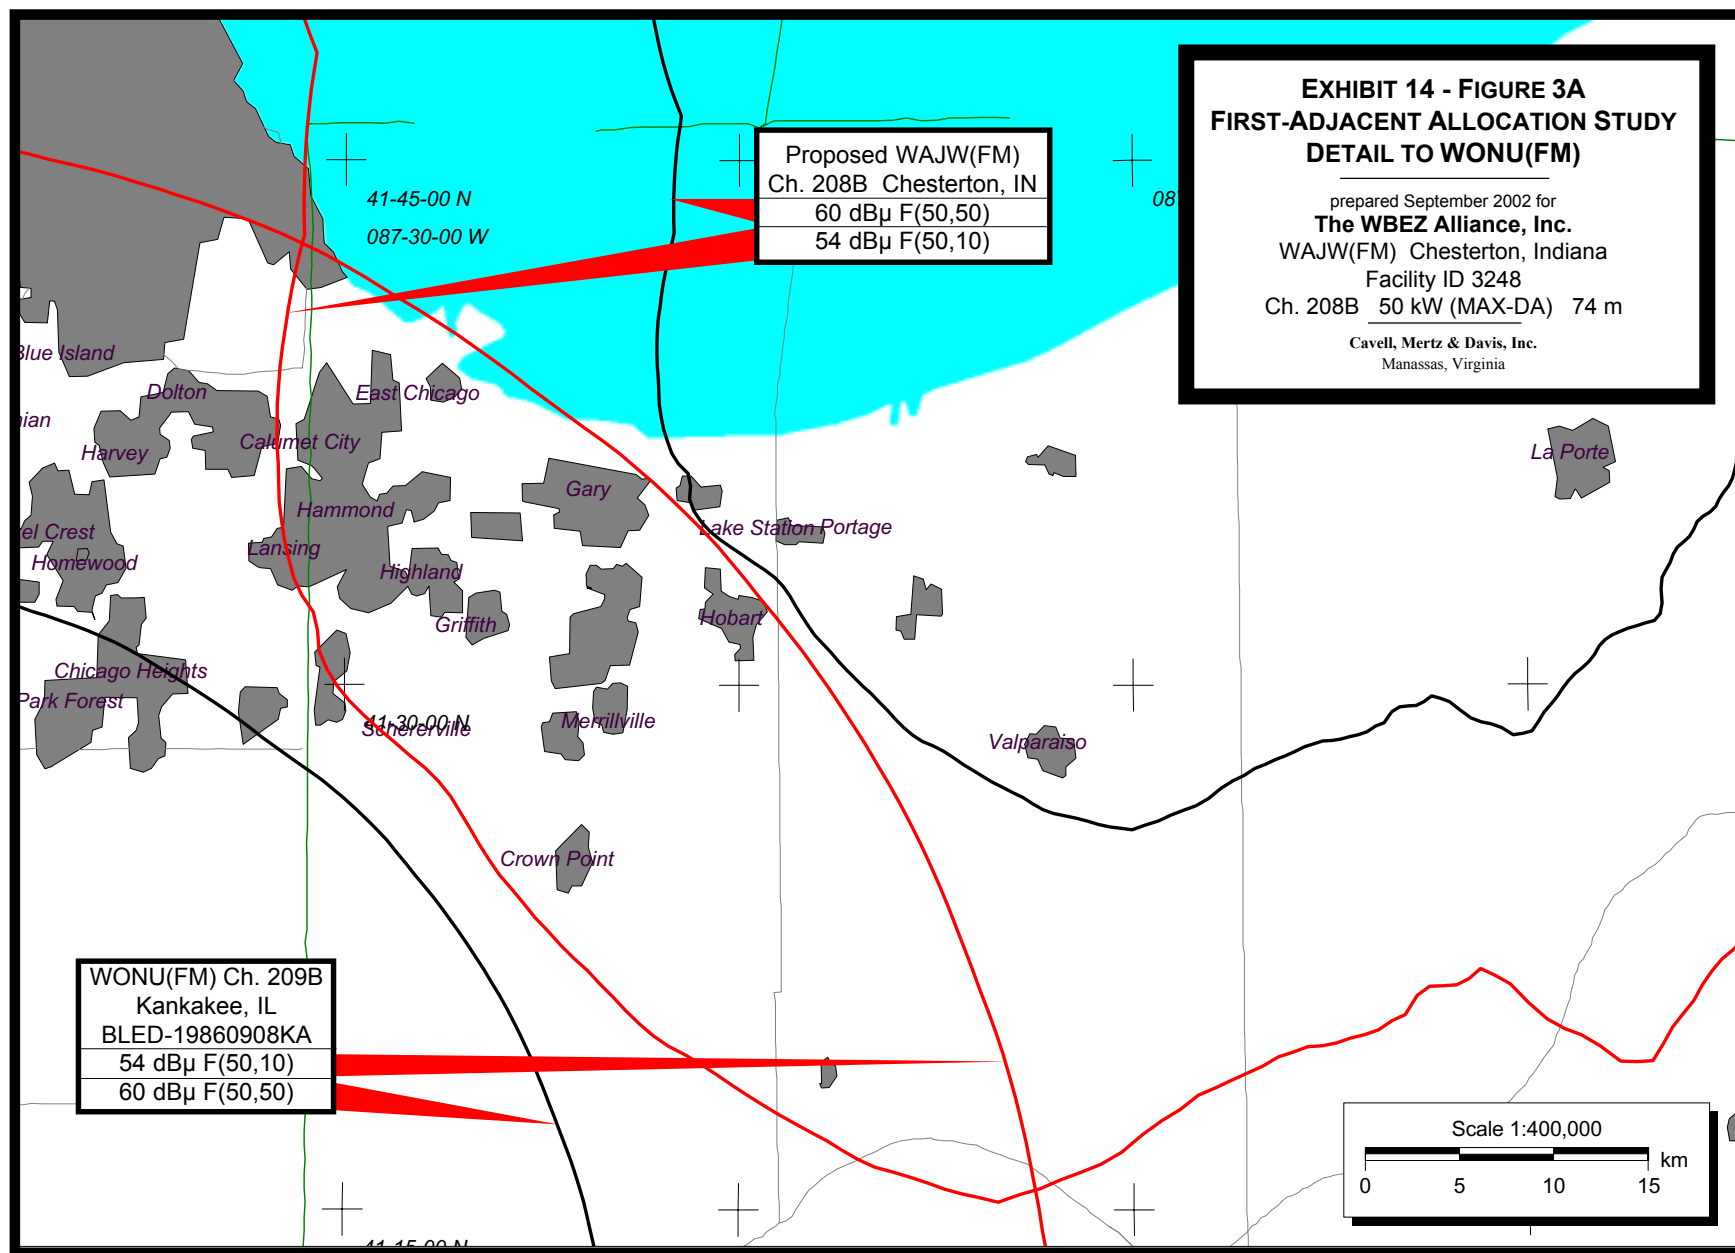 EXHIBIT 14 - FIGURE 3A
FIRST-ADJACENT ALLOCATION STUDY
DETAIL TO WONU(FM)
prepared September 2002 for
The WBEZ Alliance, Inc.
WAJW(FM) Chesterton, Indiana
Facility ID 3248
Ch. 208B 50 kW (MAX-DA) 74 m
Cavell, Mertz & Davis, Inc.
Manassas, Virginia
Proposed WAJW(FM)
Ch. 208B Chesterton, IN
60 dBµ F(50,50)
54 dBµ F(50,10)
41-45-00 N
087-30-00 W
Blue Island
Dolton
East Chicago
Calumet City
Harvey
Gary
La Porte
Hammond
Lake Station
Portage
Lansing
Homewood
Highland
Griffith
Hobart
Chicago Heights
Park Forest
41-30-00 N
Schererville
Merrillville
Valparaiso
Crown Point
WONU(FM) Ch. 209B
Kankakee, IL
BLED-19860908KA
54 dBµ F(50,10)
60 dBµ F(50,50)
Scale 1:400,000
km
0 5 10 15
41-15-00 N